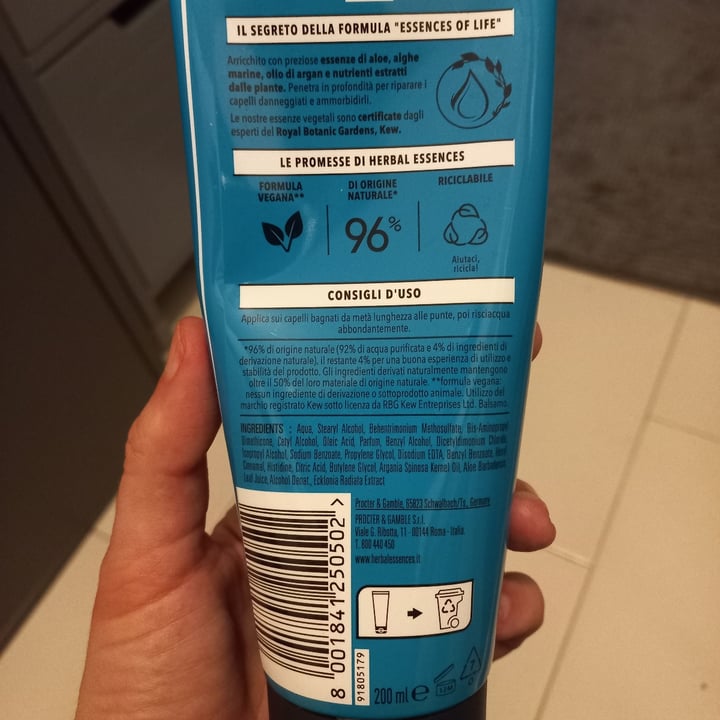 IL SEGRETO DELLA FORMULA "ESSENCES OF LIFE"
Arricchito con preziose essenze di aloe, alghe
marine, olio di argan e nutrienti estratti
dalle piante. Penetra in profondità per riparare i
capelli danneggiati e ammorbidirli.
Le nostre essenze vegetali sono certificate dagli
esperti del Royal Botanic Gardens, Kew.
LE PROMESSE DI HERBAL ESSENCES
FORMULA
VEGANA**
DI ORIGINE
NATURALE*
96%
RICICLABILE
Aiutaci,
ricicla!
CONSIGLI D'USO
Applica sui capelli bagnati da metà lunghezza alle punte, poi risciacqua
abbondantemente.
*96% di origine naturale (92% di acqua purificata e 4% di ingredienti di
derivazione naturale), il restante 4% per una buona esperienza di utilizzo e
stabilità del prodotto. Gli ingredienti derivati naturalmente mantengono
oltre il 50% del loro materiale di origine naturale. **formula vegana:
nessun ingrediente di derivazione o sottoprodotto animale. Utilizzo del
marchio registrato Kew sotto licenza da RBG Kew Entreprises Ltd. Balsamo.
INGREDIENTS : Aqua, Stearyl Alcohol, Behentrimonium Methosulfate, Bis-Aminopropyl
Dimethicone, Cetyl Alcohol, Oleic Acid, Parfum, Benzyl Alcohol, Dicetyldimonium Chloride,
Isopropyl Alcohol, Sodium Benzoate, Propylene Glycol, Disodium EDTA, Benzyl Benzoate, Hexyl
Cinnamal, Histidine, Citric Acid, Butylene Glycol, Argania Spinosa Kernel Oil, Aloe Barbadensis
Leaf Juice, Alcohol Denat., Ecklonia Radiata Extract
Procter & Gamble, 65823 Schwalbach/Ts., Germany
PROCTER & GAMBLE S.r.l.
Viale G. Ribotta, 11 - 00144 Roma - Italia.
T. 800 440 450
www.herbalessences.it
8 001841 250502 >
91805179
200 ml e
12M
7
O